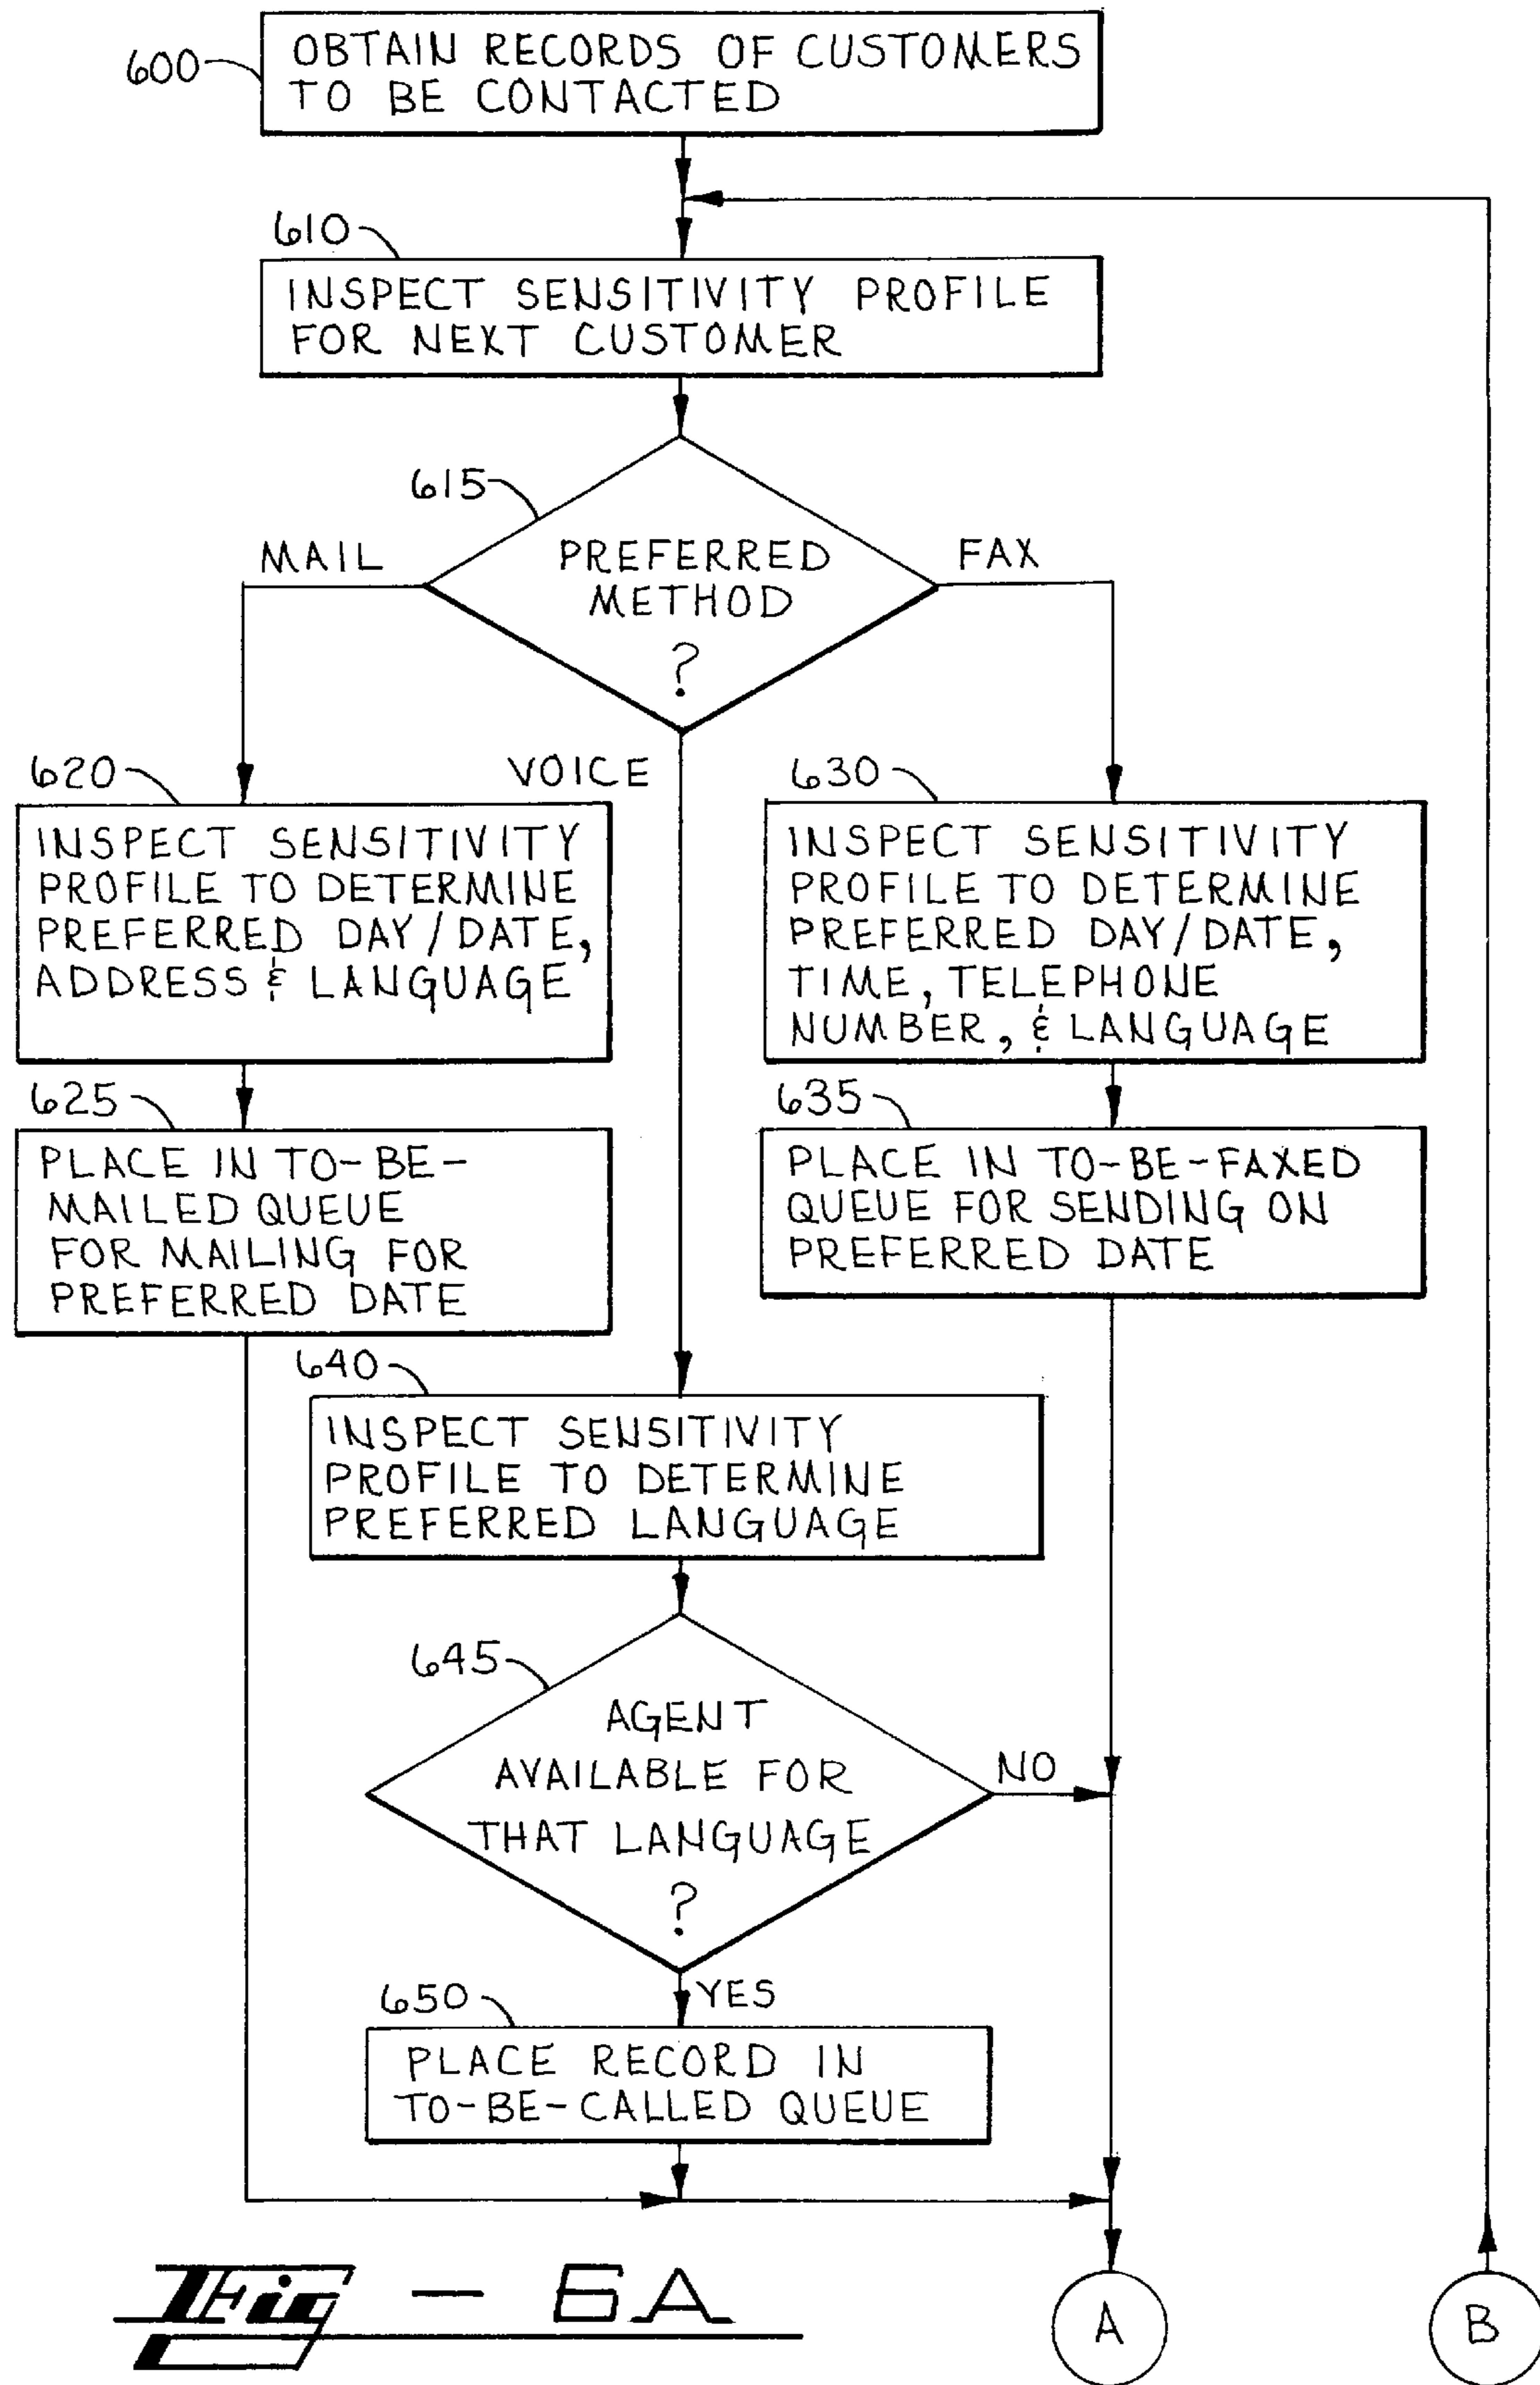 600
OBTAIN RECORDS OF CUSTOMERS
TO BE CONTACTED
610
INSPECT SENSITIVITY PROFILE
FOR NEXT CUSTOMER
615
MAIL
PREFERRED
METHOD
?
FAX
VOICE
620
INSPECT SENSITIVITY
PROFILE TO DETERMINE
PREFERRED DAY/DATE,
ADDRESS & LANGUAGE
630
INSPECT SENSITIVITY
PROFILE TO DETERMINE
PREFERRED DAY/DATE,
TIME, TELEPHONE
NUMBER, & LANGUAGE
625
PLACE IN TO-BE-
MAILED QUEUE
FOR MAILING FOR
PREFERRED DATE
635
PLACE IN TO-BE-FAXED
QUEUE FOR SENDING ON
PREFERRED DATE
640
INSPECT SENSITIVITY
PROFILE TO DETERMINE
PREFERRED LANGUAGE
645
AGENT
AVAILABLE FOR
THAT LANGUAGE
?
NO
YES
650
PLACE RECORD IN
TO-BE-CALLED QUEUE
Fig - 6A
A
B